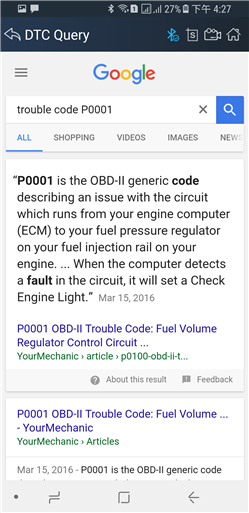 27% 下午 4:27
DTC Query
Google
trouble code P0001
ALL SHOPPING VIDEOS IMAGES NEWS
“P0001 is the OBD-II generic code
describing an issue with the circuit
which runs from your engine computer
(ECM) to your fuel pressure regulator
on your fuel injection rail on your
engine. ... When the computer detects
a fault in the circuit, it will set a Check
Engine Light.” Mar 15, 2016
P0001 OBD-II Trouble Code: Fuel Volume
Regulator Control Circuit ...
YourMechanic › article › p0100-obd-ii-t...
About this result Feedback
P0001 OBD-II Trouble Code: Fuel Volume ...
- YourMechanic
YourMechanic › Articles
Mar 15, 2016 - P0001 is the OBD-II generic code